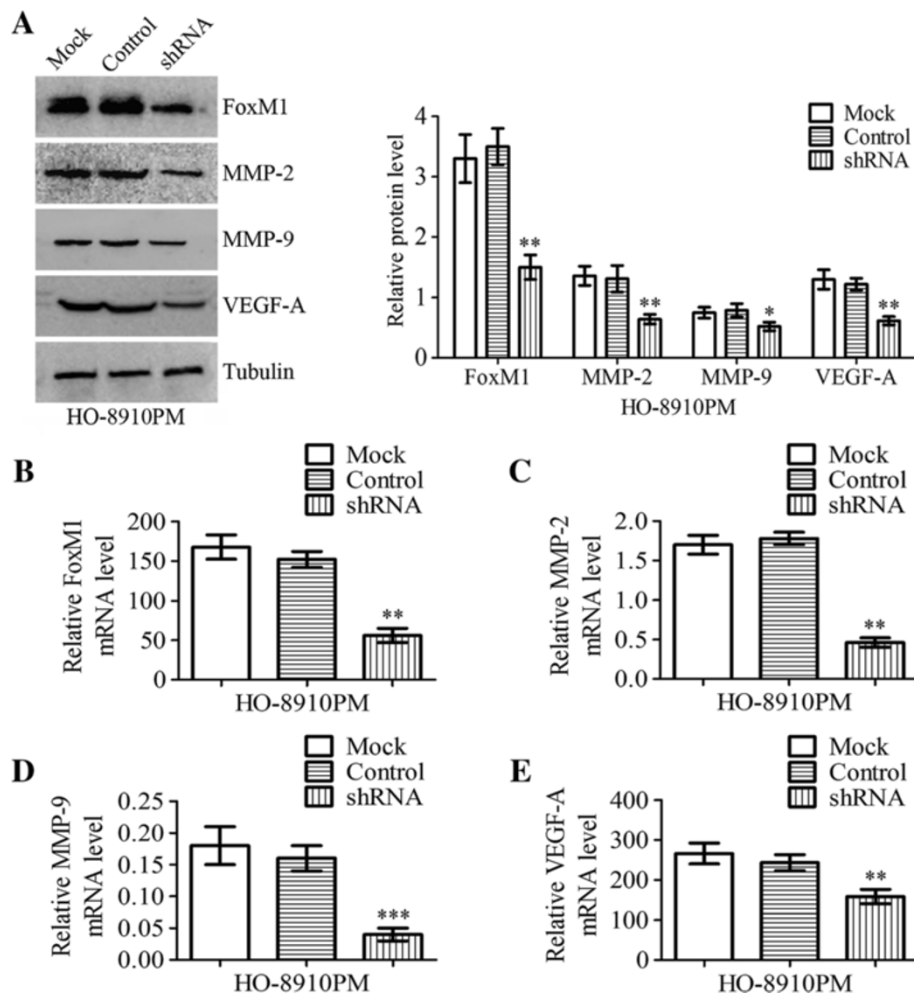 A
Mock Control shRNA
FoxM1
MMP-2
MMP-9
VEGF-A
Tubulin
HO-8910PM
Mock
Control
shRNA
Relative protein level
4
3
2
1
0
**
**
*
**
FoxM1 MMP-2 MMP-9 VEGF-A
HO-8910PM
B
Mock
Control
shRNA
Relative FoxM1
mRNA level
200
150
100
50
0
**
HO-8910PM
C
Mock
Control
shRNA
Relative MMP-2
mRNA level
2.0
1.5
1.0
0.5
0.0
**
HO-8910PM
D
Mock
Control
shRNA
Relative MMP-9
mRNA level
0.25
0.20
0.15
0.10
0.05
0.00
***
HO-8910PM
E
Mock
Control
shRNA
Relative VEGF-A
mRNA level
400
300
200
100
0
**
HO-8910PM